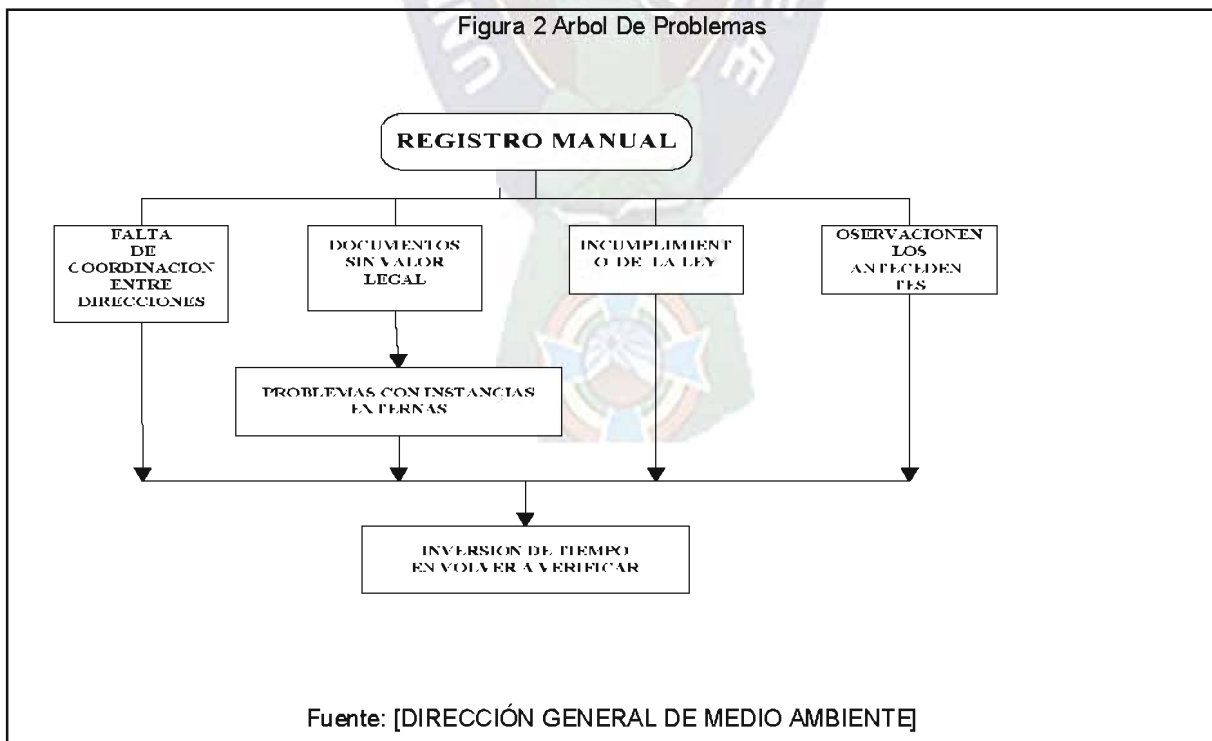 Figura 2 Arbol De Problemas
REGISTRO MANUAL
FALTA
DE
COORDINACION
ENTRE
DIRECCIONES
DOCUMENTOS
SIN VALOR
LEGAL
INCUMPLIMIENT
O DE LA LEY
OSERVACIONEN
LOS
ANTECEDEN
TES
PROBLEMAS CON INSTANCIAS
EXTERNAS
INVERSION DE TIEMPO
EN VOLVER A VERIFICAR
Fuente: [DIRECCIÓN GENERAL DE MEDIO AMBIENTE]